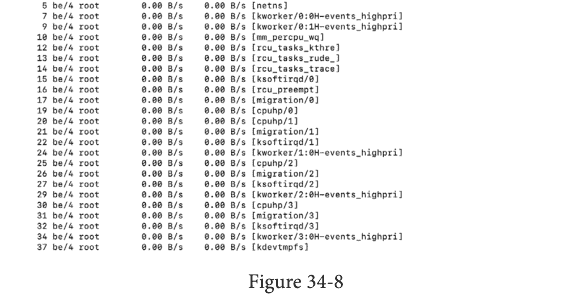 5 be/4 root 0.00 B/s 0.00 B/s [netns]
7 be/4 root 0.00 B/s 0.00 B/s [kworker/0:0H-events_highpri]
9 be/4 root 0.00 B/s 0.00 B/s [kworker/0:1H-events_highpri]
10 be/4 root 0.00 B/s 0.00 B/s [mm_percpu_wq]
12 be/4 root 0.00 B/s 0.00 B/s [rcu_tasks_kthre]
13 be/4 root 0.00 B/s 0.00 B/s [rcu_tasks_rude_]
14 be/4 root 0.00 B/s 0.00 B/s [rcu_tasks_trace]
15 be/4 root 0.00 B/s 0.00 B/s [ksoftirqd/0]
16 be/4 root 0.00 B/s 0.00 B/s [rcu_preempt]
17 be/4 root 0.00 B/s 0.00 B/s [migration/0]
19 be/4 root 0.00 B/s 0.00 B/s [cpuhp/0]
20 be/4 root 0.00 B/s 0.00 B/s [cpuhp/1]
21 be/4 root 0.00 B/s 0.00 B/s [migration/1]
22 be/4 root 0.00 B/s 0.00 B/s [ksoftirqd/1]
24 be/4 root 0.00 B/s 0.00 B/s [kworker/1:0H-events_highpri]
25 be/4 root 0.00 B/s 0.00 B/s [cpuhp/2]
26 be/4 root 0.00 B/s 0.00 B/s [migration/2]
27 be/4 root 0.00 B/s 0.00 B/s [ksoftirqd/2]
29 be/4 root 0.00 B/s 0.00 B/s [kworker/2:0H-events_highpri]
30 be/4 root 0.00 B/s 0.00 B/s [cpuhp/3]
31 be/4 root 0.00 B/s 0.00 B/s [migration/3]
32 be/4 root 0.00 B/s 0.00 B/s [ksoftirqd/3]
34 be/4 root 0.00 B/s 0.00 B/s [kworker/3:0H-events_highpri]
37 be/4 root 0.00 B/s 0.00 B/s [kdevtmpfs]
Figure 34-8